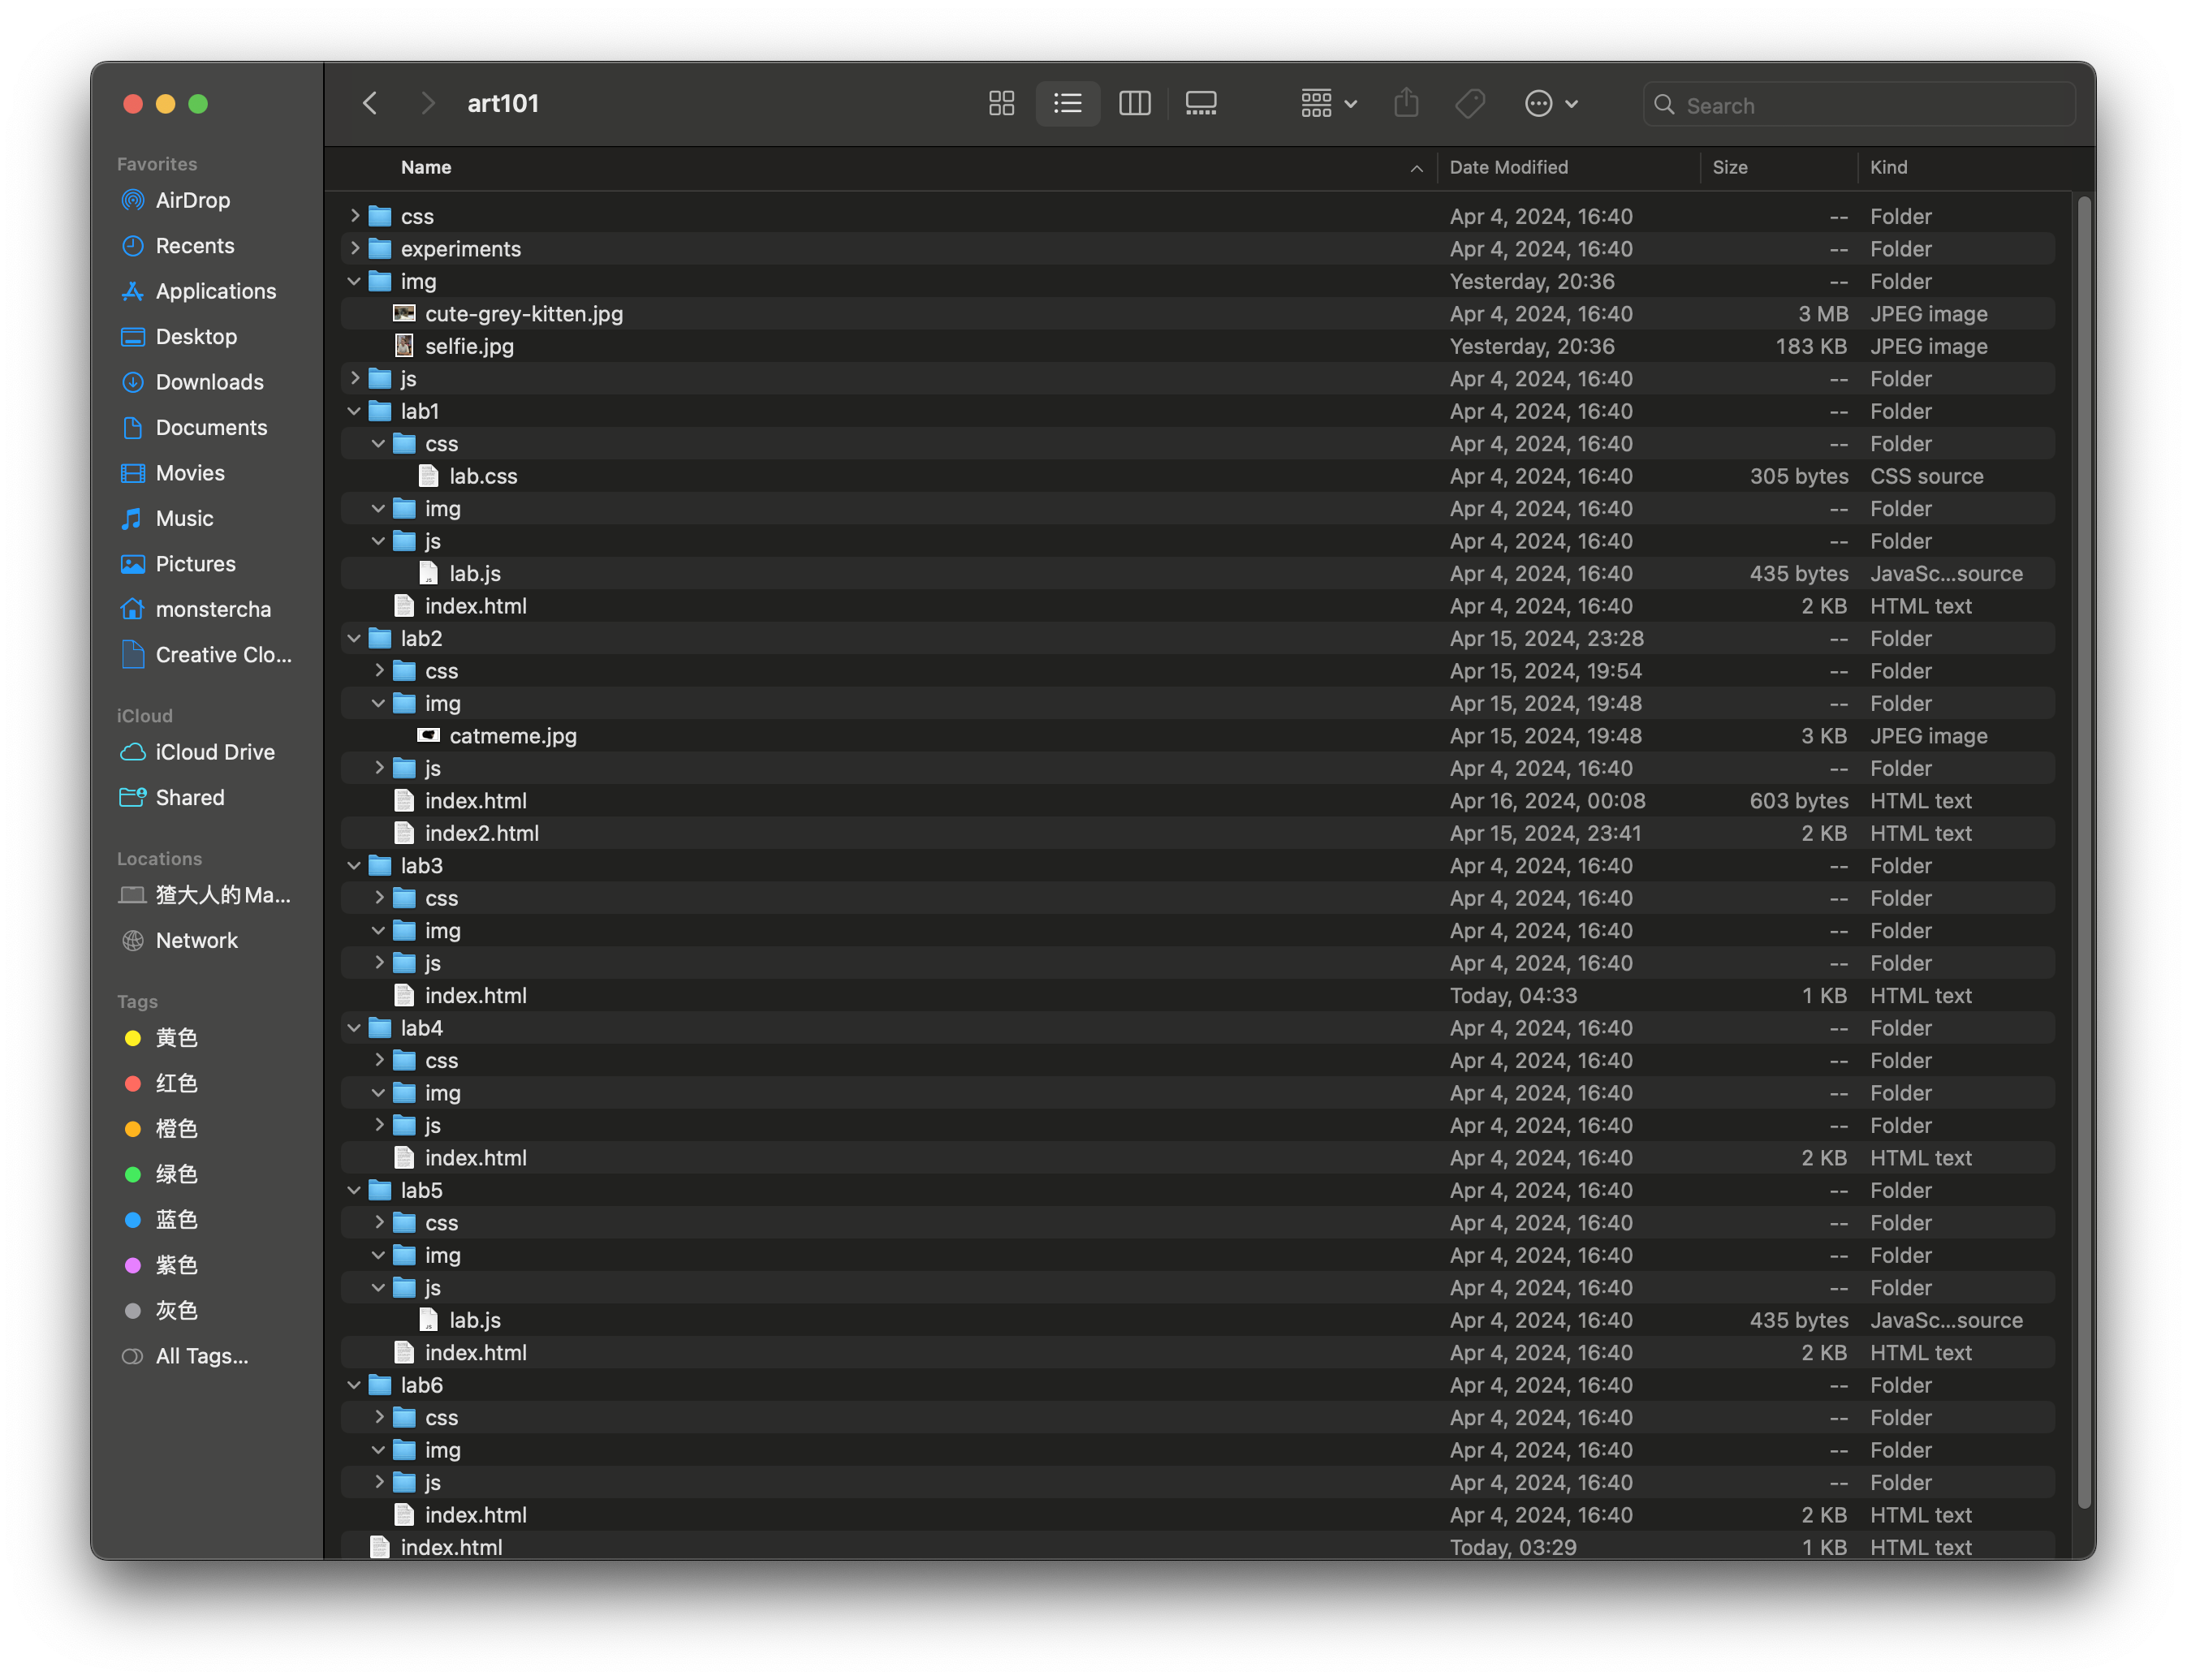 art101
Search
Favorites
AirDrop
Recents
Applications
Desktop
Downloads
Documents
Movies
Music
Pictures
monstercha
Creative Clo...
iCloud
iCloud Drive
Shared
Locations
猹大人的Ma...
Network
Tags
黄色
红色
橙色
绿色
蓝色
紫色
灰色
All Tags...
Name Date Modified Size Kind
css Apr 4, 2024, 16:40 -- Folder
experiments Apr 4, 2024, 16:40 -- Folder
img Yesterday, 20:36 -- Folder
cute-grey-kitten.jpg Apr 4, 2024, 16:40 3 MB JPEG image
selfie.jpg Yesterday, 20:36 183 KB JPEG image
js Apr 4, 2024, 16:40 -- Folder
lab1 Apr 4, 2024, 16:40 -- Folder
css Apr 4, 2024, 16:40 -- Folder
lab.css Apr 4, 2024, 16:40 305 bytes CSS source
img Apr 4, 2024, 16:40 -- Folder
js Apr 4, 2024, 16:40 -- Folder
lab.js Apr 4, 2024, 16:40 435 bytes JavaSc...source
index.html Apr 4, 2024, 16:40 2 KB HTML text
lab2 Apr 15, 2024, 23:28 -- Folder
css Apr 15, 2024, 19:54 -- Folder
img Apr 15, 2024, 19:48 -- Folder
catmeme.jpg Apr 15, 2024, 19:48 3 KB JPEG image
js Apr 4, 2024, 16:40 -- Folder
index.html Apr 16, 2024, 00:08 603 bytes HTML text
index2.html Apr 15, 2024, 23:41 2 KB HTML text
lab3 Apr 4, 2024, 16:40 -- Folder
css Apr 4, 2024, 16:40 -- Folder
img Apr 4, 2024, 16:40 -- Folder
js Apr 4, 2024, 16:40 -- Folder
index.html Today, 04:33 1 KB HTML text
lab4 Apr 4, 2024, 16:40 -- Folder
css Apr 4, 2024, 16:40 -- Folder
img Apr 4, 2024, 16:40 -- Folder
js Apr 4, 2024, 16:40 -- Folder
index.html Apr 4, 2024, 16:40 2 KB HTML text
lab5 Apr 4, 2024, 16:40 -- Folder
css Apr 4, 2024, 16:40 -- Folder
img Apr 4, 2024, 16:40 -- Folder
js Apr 4, 2024, 16:40 -- Folder
lab.js Apr 4, 2024, 16:40 435 bytes JavaSc...source
index.html Apr 4, 2024, 16:40 2 KB HTML text
lab6 Apr 4, 2024, 16:40 -- Folder
css Apr 4, 2024, 16:40 -- Folder
img Apr 4, 2024, 16:40 -- Folder
js Apr 4, 2024, 16:40 -- Folder
index.html Apr 4, 2024, 16:40 2 KB HTML text
index.html Today, 03:29 1 KB HTML text